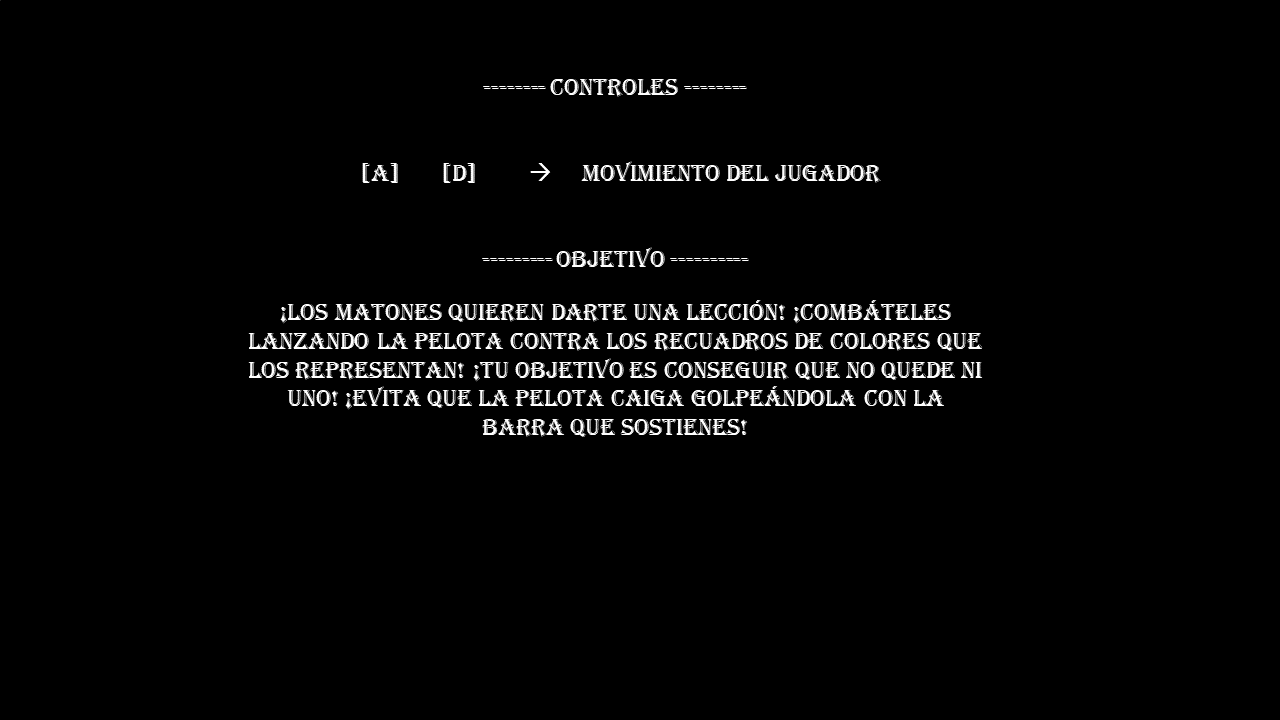 -------- CONTROLES --------
[A] [D] → MOVIMIENTO DEL JUGADOR
--------- OBJETIVO ----------
¡LOS MATONES QUIEREN DARTE UNA LECCIÓN! ¡COMBÁTELES
LANZANDO LA PELOTA CONTRA LOS RECUADROS DE COLORES QUE
LOS REPRESENTAN! ¡TU OBJETIVO ES CONSEGUIR QUE NO QUEDE NI
UNO! ¡EVITA QUE LA PELOTA CAIGA GOLPEÁNDOLA CON LA
BARRA QUE SOSTIENES!